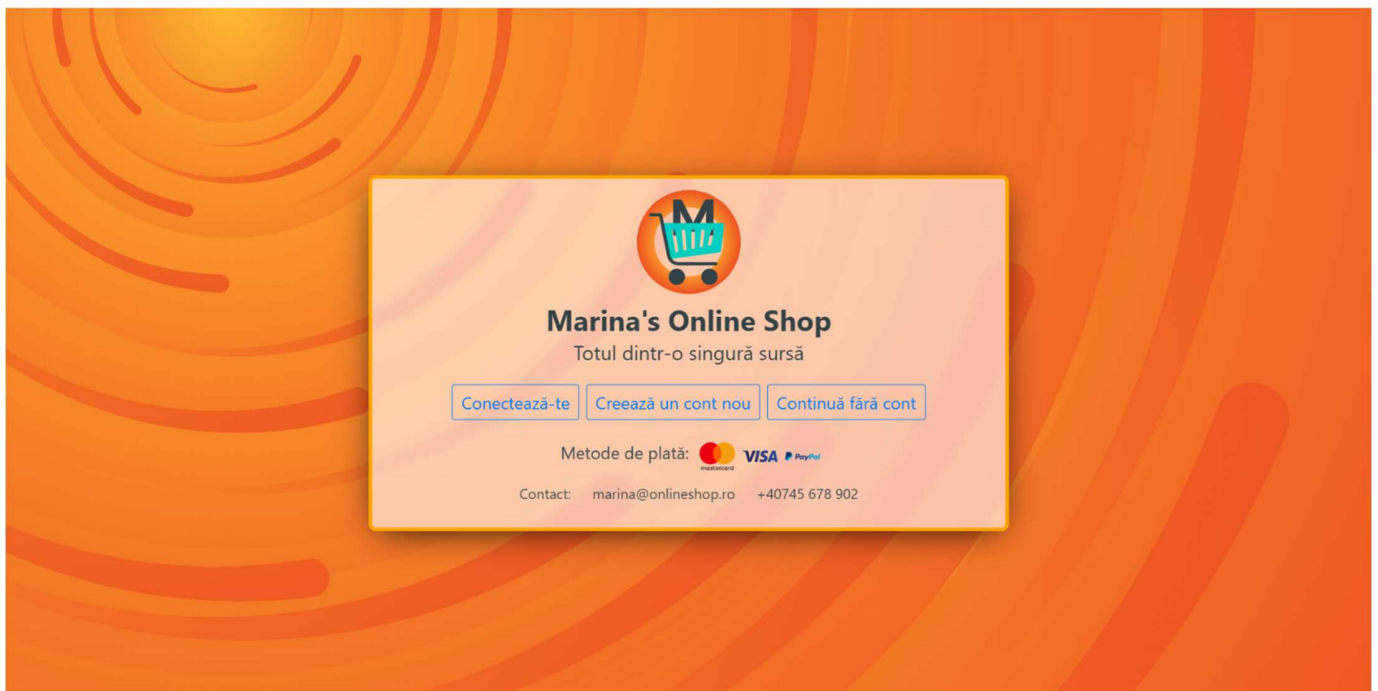 M
Marina's Online Shop
Totul dintr-o singură sursă
Conectează-te Creează un cont nou Continuă fără cont
Metode de plată: mastercard VISA PayPal
Contact: marina@onlineshop.ro +40745 678 902